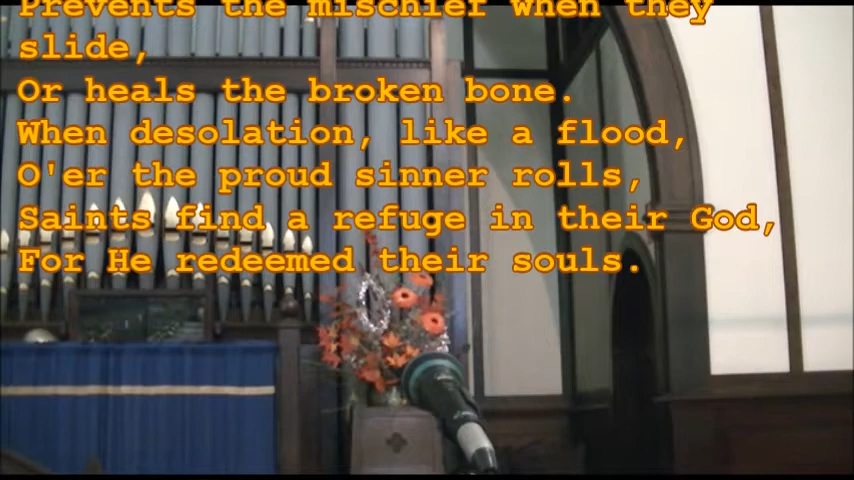 Prevents the mischief when they
slide,
Or heals the broken bone.
When desolation, like a flood,
O'er the proud sinner rolls,
Saints find a refuge in their God,
For He redeemed their souls.